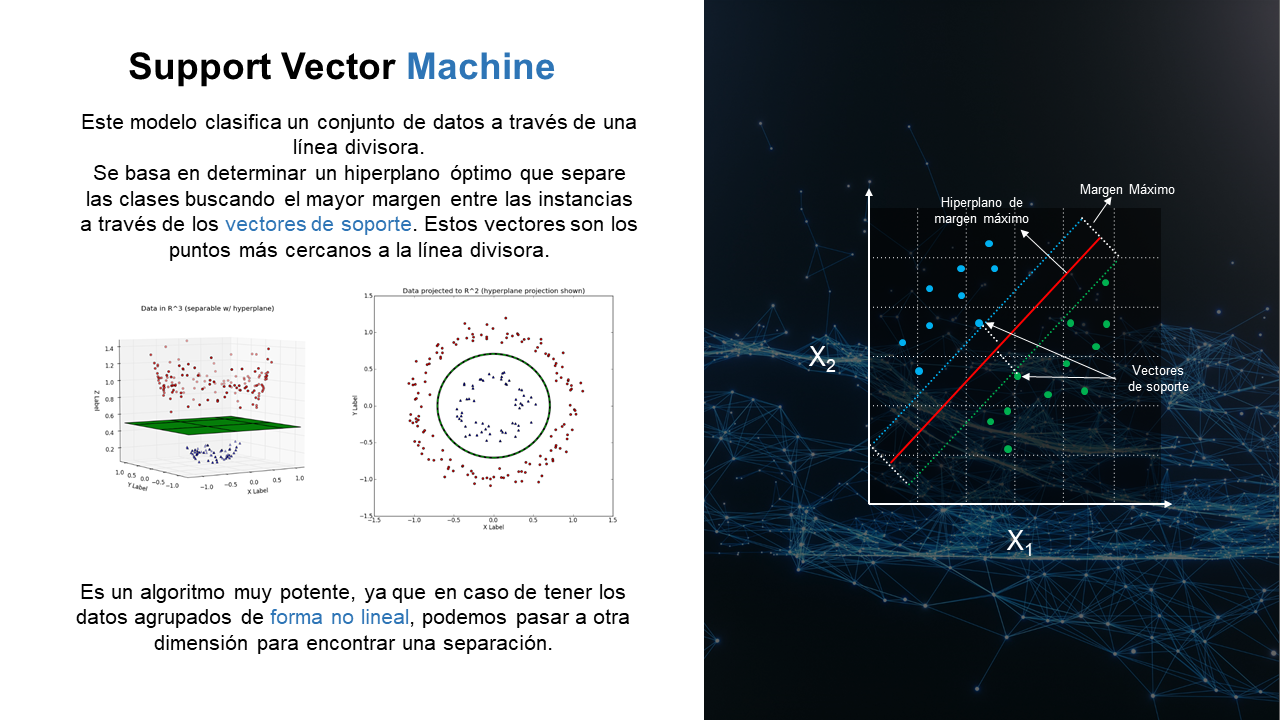 Support Vector Machine
Este modelo clasifica un conjunto de datos a través de una
línea divisora.
Se basa en determinar un hiperplano óptimo que separe
las clases buscando el mayor margen entre las instancias
a través de los vectores de soporte. Estos vectores son los
puntos más cercanos a la línea divisora.
Data in R^3 (separable w/ hyperplane)
1.4
1.2
1.0
0.8
0.6
0.4
0.2
Z Label
1.0 0.5 0.0 −0.5 −1.0
Y Label
−1.0 −0.5 0.0 0.5 1.0
X Label
Data projected to R^2 (hyperplane projection shown)
1.5
1.0
0.5
0.0
−0.5
−1.0
−1.5
Y Label
−1.5 −1.0 −0.5 0.0 0.5 1.0 1.5
X Label
Es un algoritmo muy potente, ya que en caso de tener los
datos agrupados de forma no lineal, podemos pasar a otra
dimensión para encontrar una separación.
Margen Máximo
Hiperplano de
margen máximo
X2
Vectores
de soporte
X1